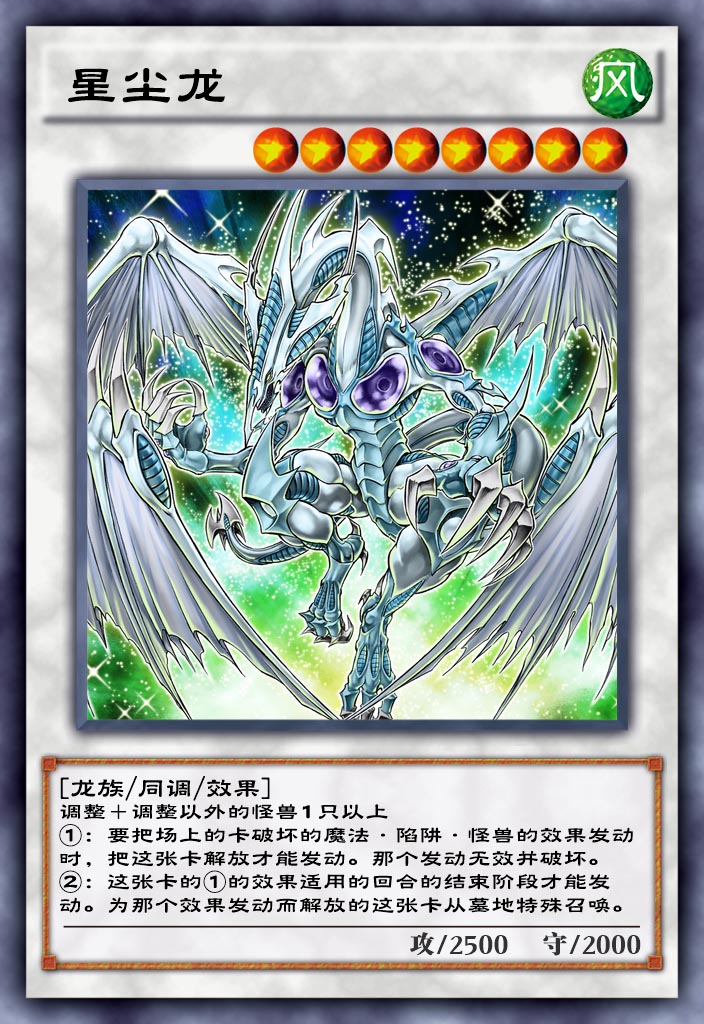 星尘龙
风
[龙族/同调/效果]
调整＋调整以外的怪兽1只以上
①：要把场上的卡破坏的魔法·陷阱·怪兽的效果发动
时，把这张卡解放才能发动。那个发动无效并破坏。
②：这张卡的①的效果适用的回合的结束阶段才能发
动。为那个效果发动而解放的这张卡从墓地特殊召唤。
攻/2500 守/2000